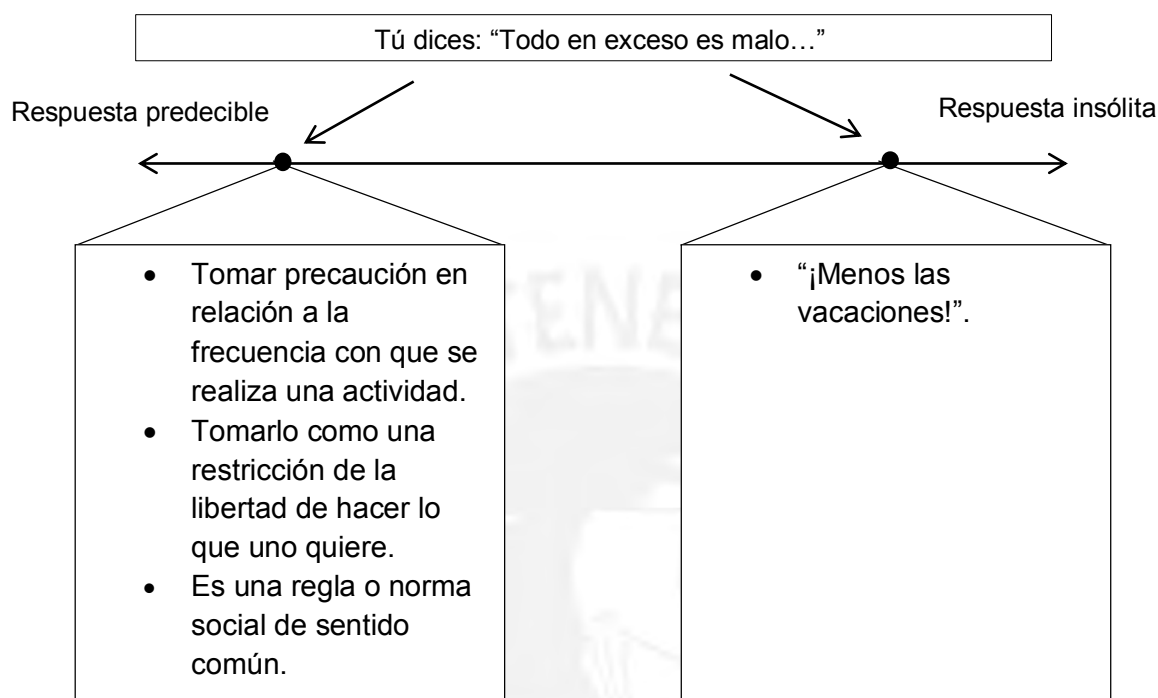 Tú dices: “Todo en exceso es malo…”
Respuesta predecible
Respuesta insólita
• Tomar precaución en
relación a la
frecuencia con que se
realiza una actividad.
• Tomarlo como una
restricción de la
libertad de hacer lo
que uno quiere.
• Es una regla o norma
social de sentido
común.
• “¡Menos las
vacaciones!”.